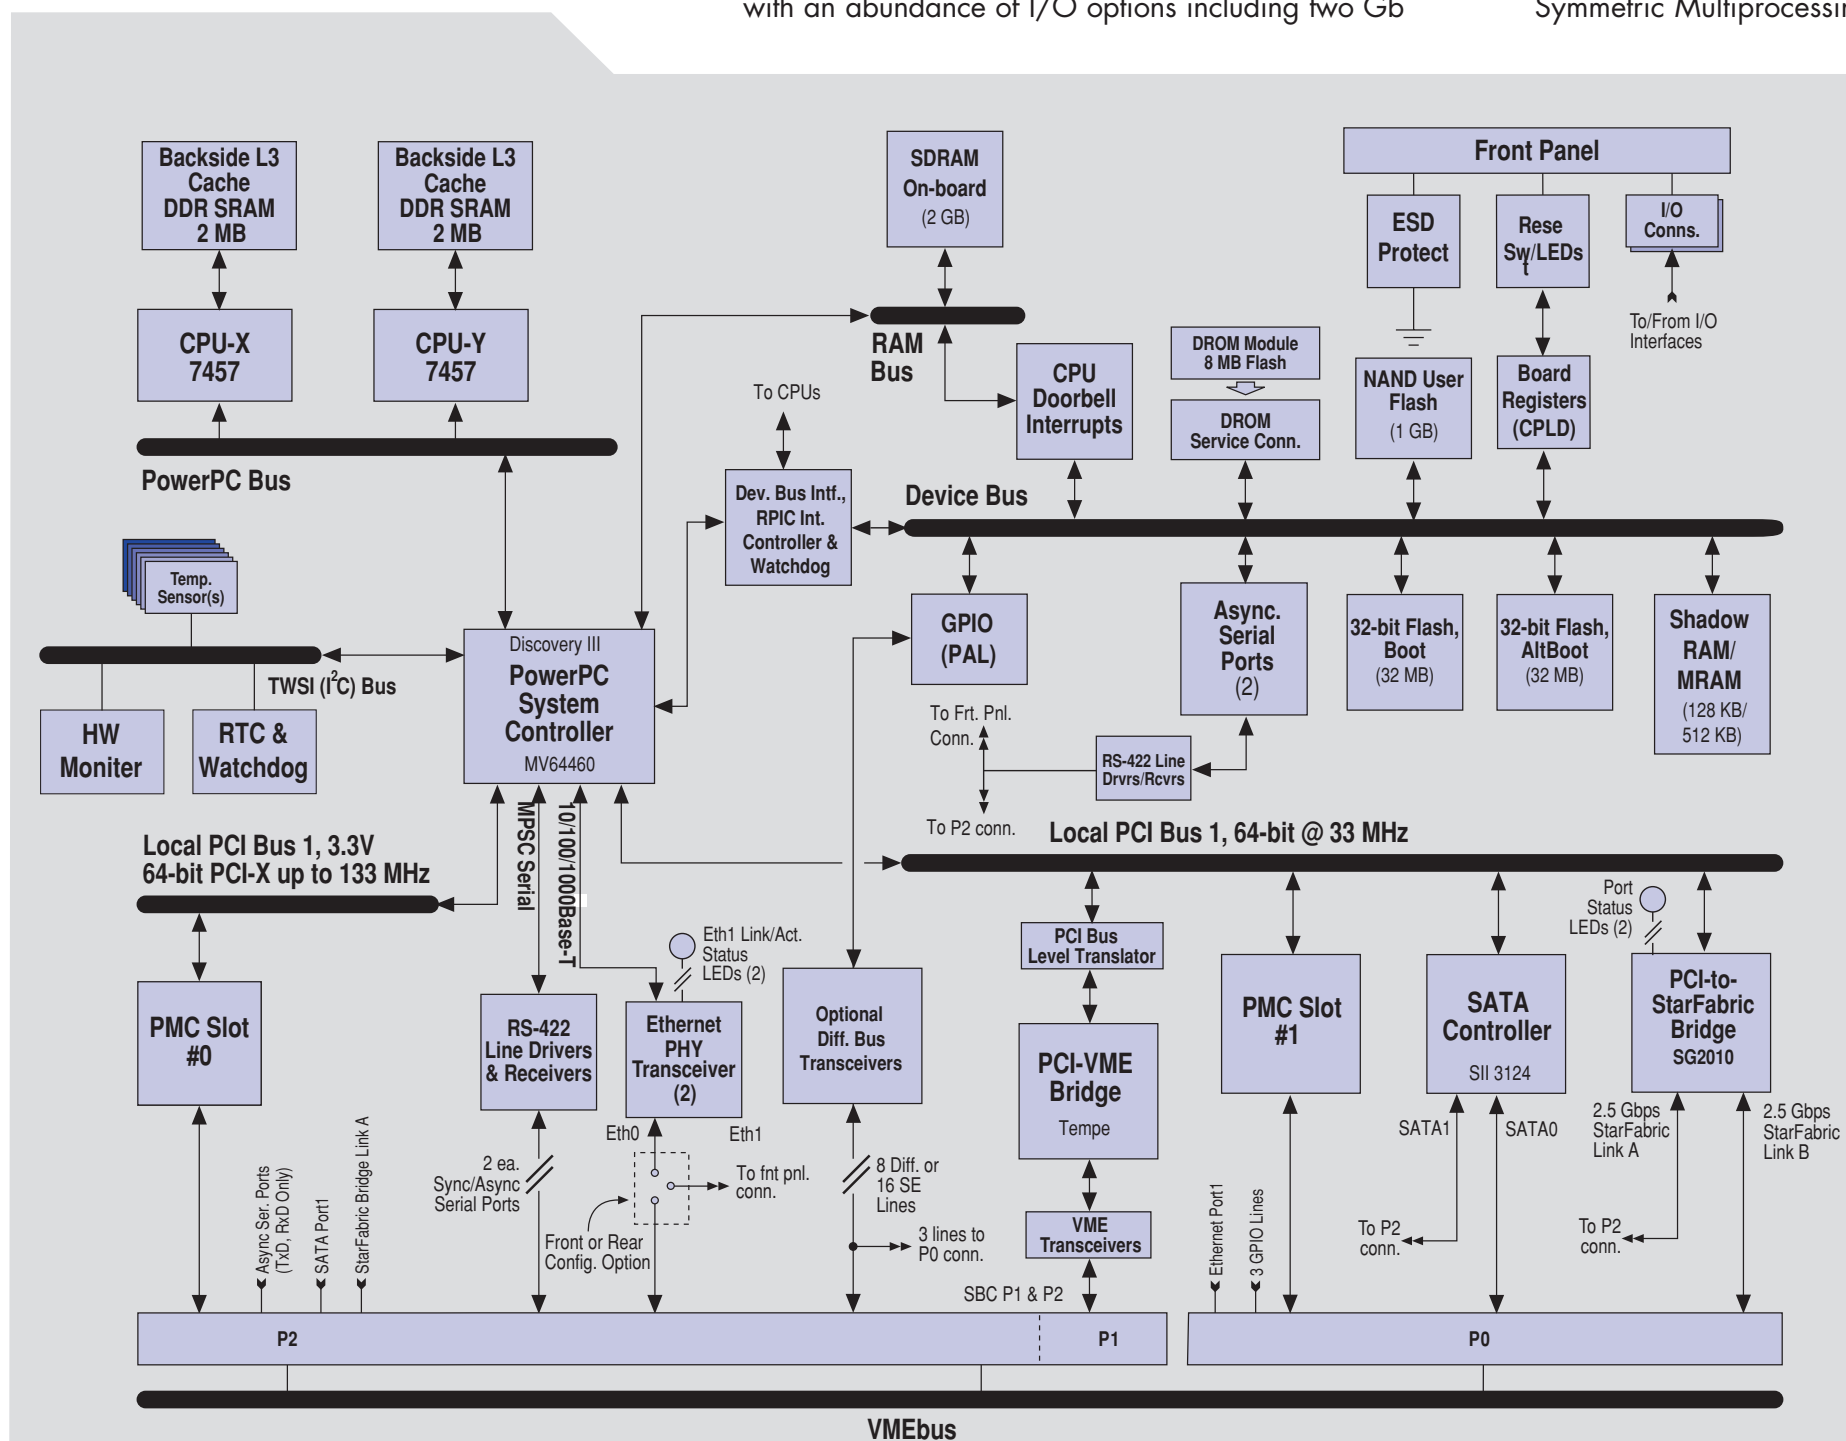 with an abundance of I/O options including two Gb
Symmetric Multiprocessin
Backside L3
Cache
DDR SRAM
2 MB
Backside L3
Cache
DDR SRAM
2 MB
SDRAM
On-board
(2 GB)
Front Panel
ESD
Protect
Rese
Sw/LEDs
t
I/O
Conns.
To/From I/O
Interfaces
CPU-X
7457
CPU-Y
7457
RAM
Bus
To CPUs
CPU
Doorbell
Interrupts
DROM Module
8 MB Flash
DROM
Service Conn.
NAND User
Flash
(1 GB)
Board
Registers
(CPLD)
PowerPC Bus
Dev. Bus Intf.,
RPIC Int.
Controller &
Watchdog
Device Bus
Temp.
Sensor(s)
TWSI (I2C) Bus
HW
Moniter
RTC &
Watchdog
Discovery III
PowerPC
System
Controller
MV64460
GPIO
(PAL)
Async.
Serial
Ports
(2)
32-bit Flash,
Boot
(32 MB)
32-bit Flash,
AltBoot
(32 MB)
Shadow
RAM/
MRAM
(128 KB/
512 KB)
To Frt. Pnl.
Conn.
RS-422 Line
Drvrs/Rcvrs
To P2 conn.
Local PCI Bus 1, 3.3V
64-bit PCI-X up to 133 MHz
MPSC Serial
10/100/1000Base-T
Local PCI Bus 1, 64-bit @ 33 MHz
Eth1 Link/Act.
Status
LEDs (2)
Port
Status
LEDs (2)
PCI Bus
Level Translator
PMC Slot
#0
RS-422
Line Drivers
& Receivers
Ethernet
PHY
Transceiver
(2)
Optional
Diff. Bus
Transceivers
PCI-VME
Bridge
Tempe
PMC Slot
#1
SATA
Controller
SII 3124
PCI-to-
StarFabric
Bridge
SG2010
Eth0
Eth1
2 ea.
Sync/Async
Serial Ports
To fnt pnl.
conn.
Front or Rear
Config. Option
8 Diff. or
16 SE
Lines
3 lines to
P0 conn.
VME
Transceivers
SBC P1 & P2
SATA1
SATA0
2.5 Gbps
StarFabric
Link A
2.5 Gbps
StarFabric
Link B
To P2
conn.
To P2
conn.
Async Ser. Ports
(TxD, RxD Only)
SATA Port1
StarFabric Bridge Link A
Ethernet Port1
3 GPIO Lines
P2
P1
P0
VMEbus